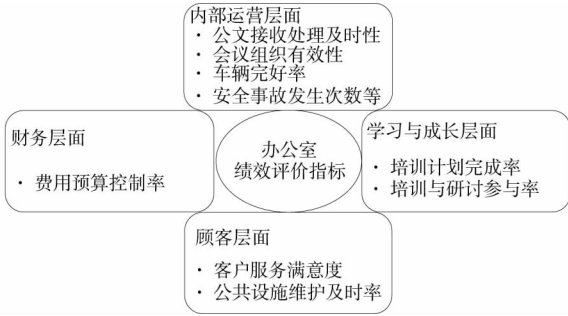 内部运营层面
· 公文接收处理及时性
· 会议组织有效性
· 车辆完好率
· 安全事故发生次数等
财务层面
· 费用预算控制率
办公室
绩效评价指标
学习与成长层面
· 培训计划完成率
· 培训与研讨参与率
顾客层面
· 客户服务满意度
· 公共设施维护及时率